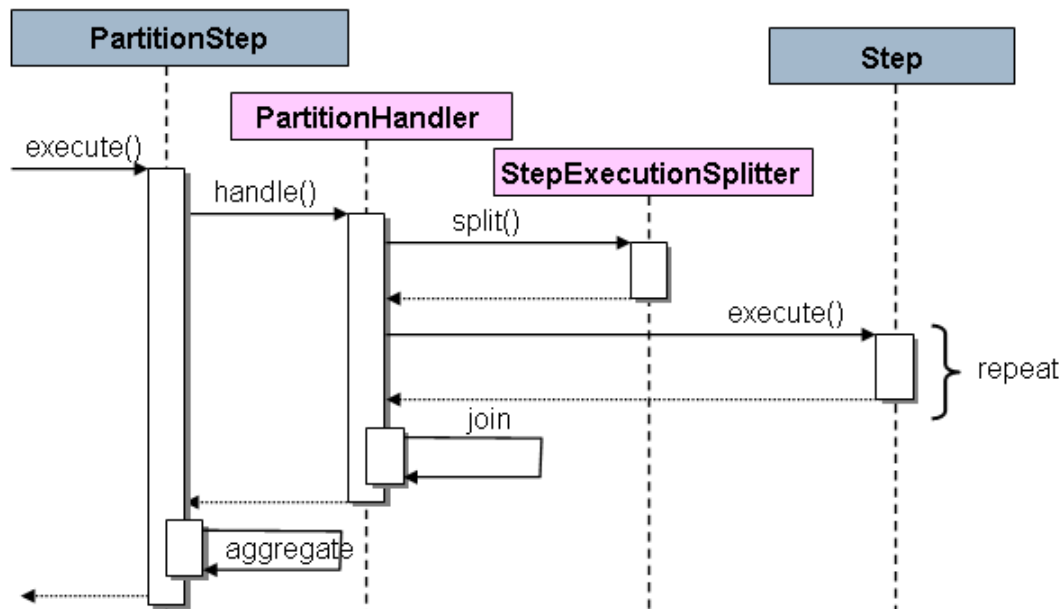 PartitionStep
Step
PartitionHandler
execute()
StepExecutionSplitter
handle()
split()
execute()
repeat
join
aggregate